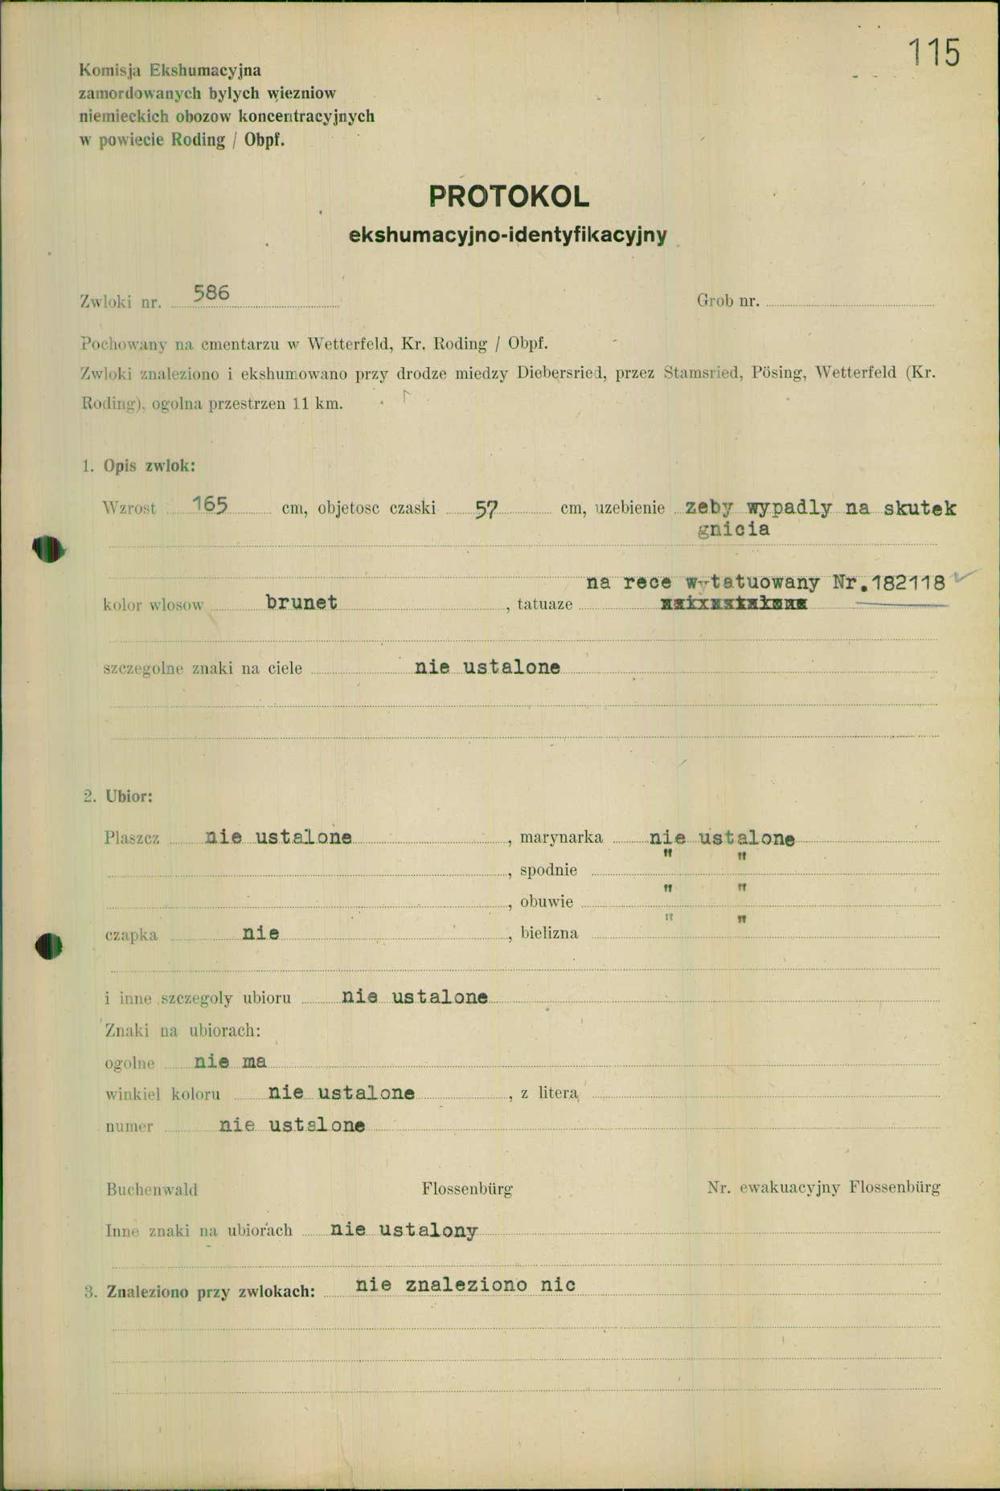 115
Komisja Ekshumacyjna
zamordowanych bylych wiezniow
niemieckich obozow koncentracyjnych
w powiecie Roding / Obpf.
PROTOKOL
ekshumacyjno-identyfikacyjny
Zwloki nr. 586 Grob nr.
Pochowany na cmentarzu w Wetterfeld, Kr. Roding / Obpf.
Zwloki znaleziono i ekshumowano przy drodze miedzy Diebersried, przez Stamsried, Pösing, Wetterfeld (Kr.
Roding), ogolna przestrzen 11 km.
1. Opis zwlok:
Wzrost 165 cm, objetosc czaski 57 cm, uzebienie zeby wypadly na skutek
gnicia
na rece wytatuowany Nr.182118
kolor wlosow brunet , tatuaze
szczegolne znaki na ciele nie ustalone
2. Ubior:
Plaszcz nie ustalone , marynarka nie ustalone
" "
, spodnie
" "
, obuwie
" "
czapka nie , bielizna
i inne szczegoly ubioru nie ustalone
Znaki na ubiorach:
ogolne nie ma
winkiel koloru nie ustalone , z litera
numer nie ustalone
Buchenwald Flossenbürg Nr. ewakuacyjny Flossenbürg
Inne znaki na ubiorach nie ustalony
3. Znaleziono przy zwlokach: nie znaleziono nic